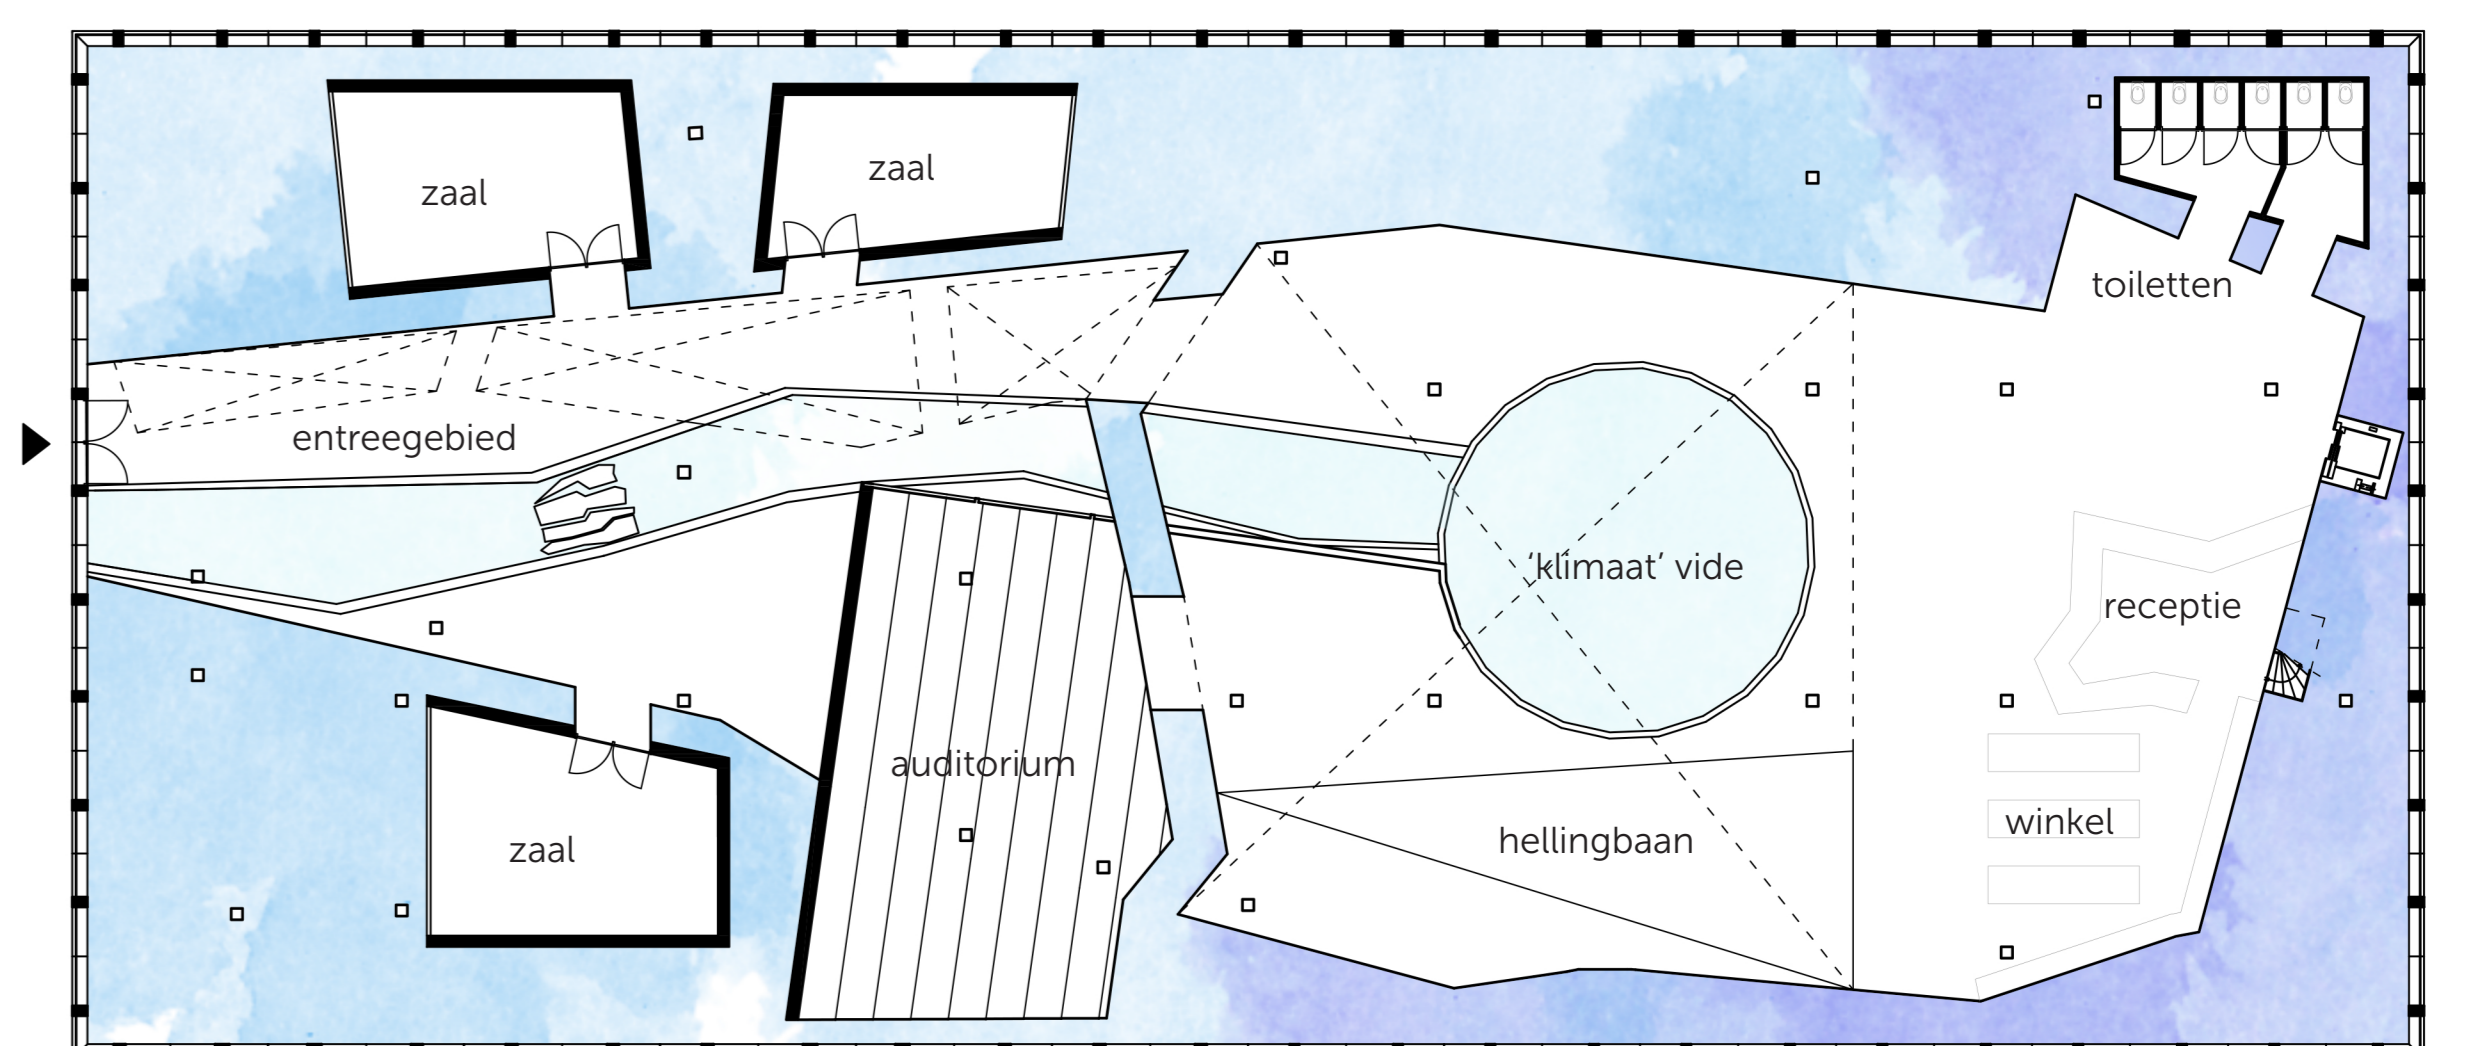 zaal
zaal
toiletten
entreegebied
‘klimaat’ vide
receptie
auditorium
winkel
hellingbaan
zaal